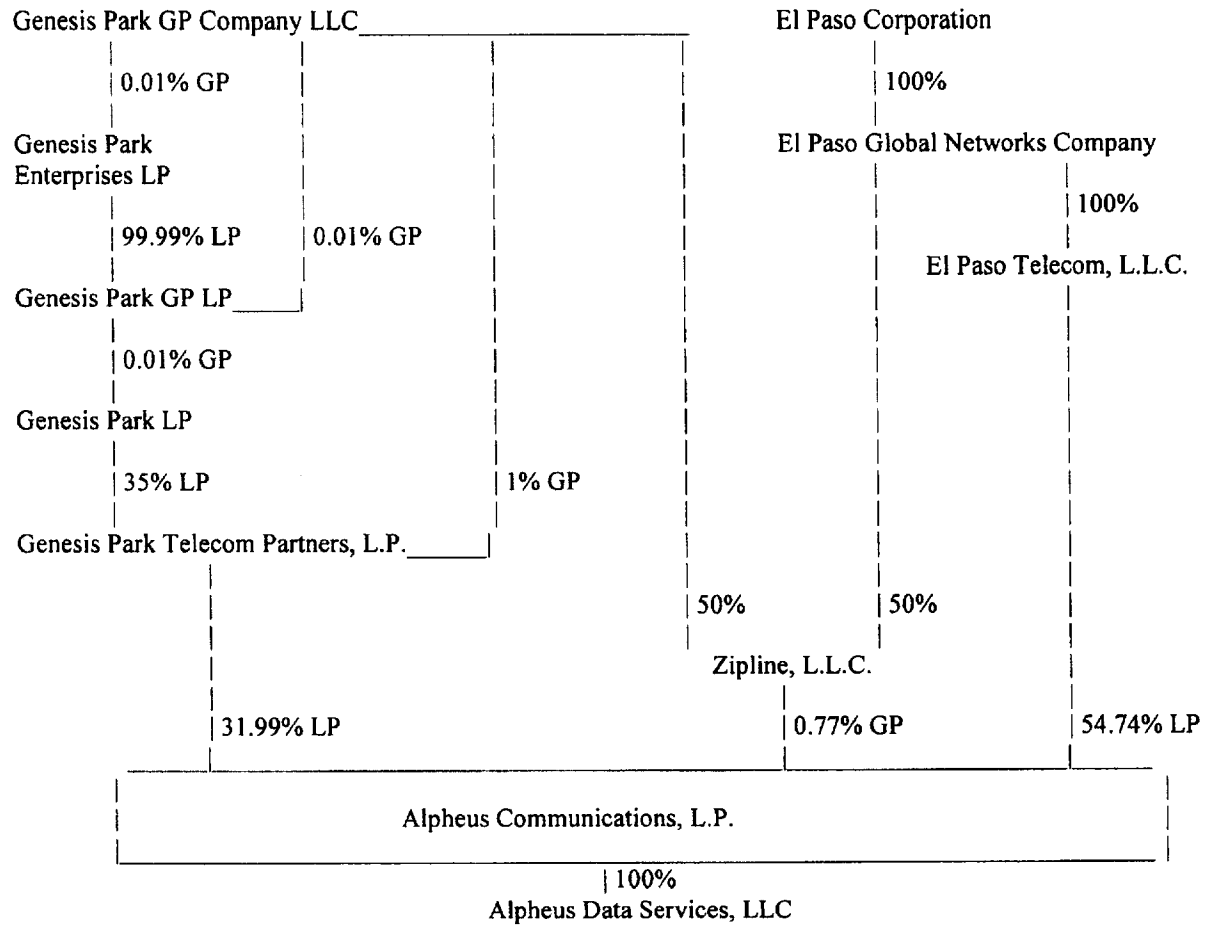 Genesis Park GP Company LLC
El Paso Corporation
0.01% GP
100%
Genesis Park
Enterprises LP
El Paso Global Networks Company
100%
99.99% LP
0.01% GP
El Paso Telecom, L.L.C.
Genesis Park GP LP
0.01% GP
Genesis Park LP
35% LP
1% GP
Genesis Park Telecom Partners, L.P.
50%
50%
Zipline, L.L.C.
31.99% LP
0.77% GP
54.74% LP
Alpheus Communications, L.P.
100%
Alpheus Data Services, LLC